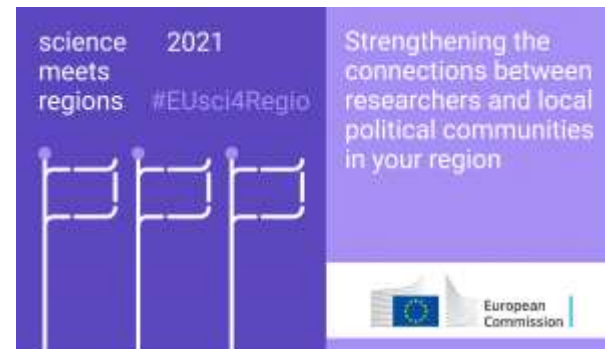 science 2021
meets
regions #EUsci4Regio
Strengthening the
connections between
researchers and local
political communities
in your region
European
Commission